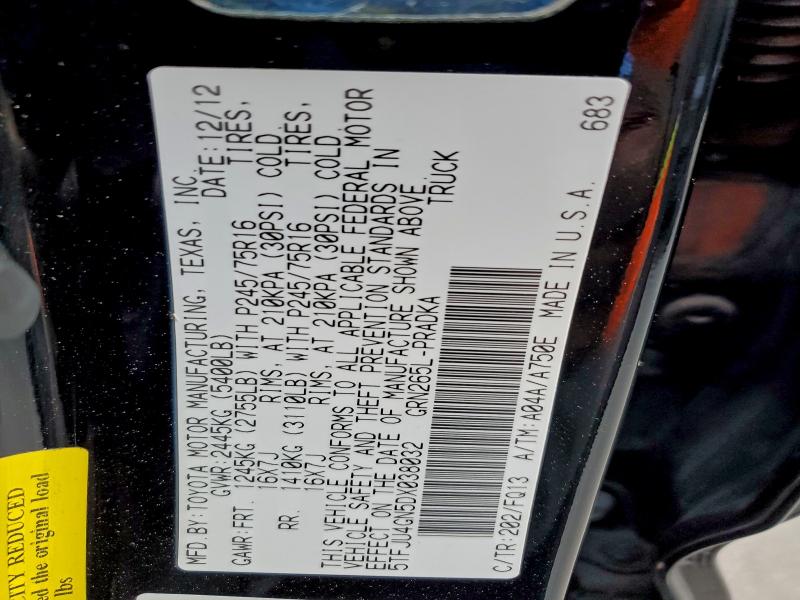 MFD.BY:TOYOTA MOTOR MANUFACTURING, TEXAS, INC.
GVWR:2445KG (5400LB) DATE:12/12
GAWR:FRT. 1245KG (2755LB) WITH P245/75R16 TIRES,
16X7J RIMS, AT 210KPA (30PSI) COLD
RR. 1410KG (3110LB) WITH P245/75R16 TIRES,
16X7J RIMS, AT 210KPA (30PSI) COLD
THIS VEHICLE CONFORMS TO ALL APPLICABLE FEDERAL MOTOR
VEHICLE SAFETY AND THEFT PREVENTION STANDARDS IN
EFFECT ON THE DATE OF MANUFACTURE SHOWN ABOVE.
5TFJU4GN5DX038032 GRN265L-PRADKA TRUCK
C/TR:202/FQ13 A/TM:A04A/A750E MADE IN U.S.A. 683
CITY REDUCED
ed the original load
lbs